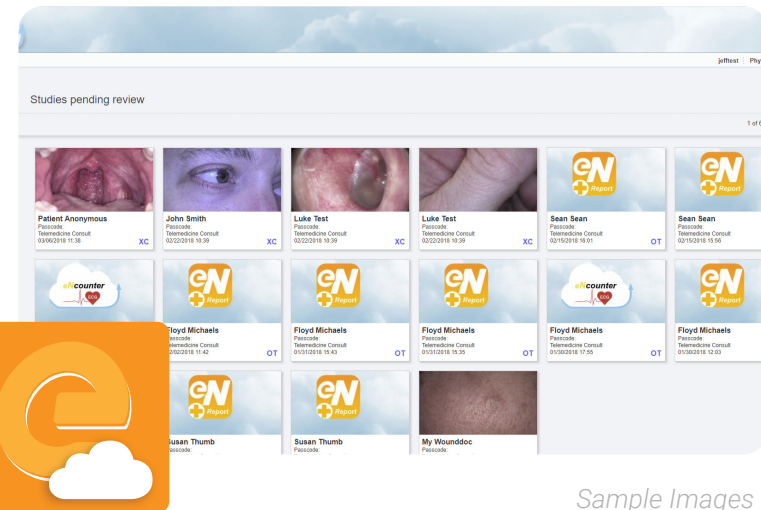 jefftest Phy
Studies pending review
1 of 6
Patient Anonymous
Passcode:
Telemedicine Consult
03/06/2018 11:38
XC
John Smith
Passcode:
Telemedicine Consult
02/22/2018 10:39
XC
Luke Test
Passcode:
Telemedicine Consult
02/22/2018 10:39
XC
Luke Test
Passcode:
Telemedicine Consult
02/22/2018 10:39
XC
eN
Report
Sean Sean
Passcode:
Telemedicine Consult
02/15/2018 16:01
OT
eN
Report
Sean Sean
Passcode:
Telemedicine Consult
02/15/2018 15:56
eNcounter
ECG
eN
Report
Floyd Michaels
Passcode:
Telemedicine Consult
02/02/2018 11:42
OT
eN
Report
Floyd Michaels
Passcode:
Telemedicine Consult
01/31/2018 15:43
OT
eN
Report
Floyd Michaels
Passcode:
Telemedicine Consult
01/31/2018 15:35
OT
eNcounter
ECG
Floyd Michaels
Passcode:
Telemedicine Consult
01/30/2018 17:55
OT
eN
Report
Floyd Michaels
Passcode:
Telemedicine Consult
01/30/2018 12:03
eN
Report
Susan Thumb
Passcode:
eN
Report
Susan Thumb
Passcode:
My Wounddoc
Passcode:
e
Sample Images